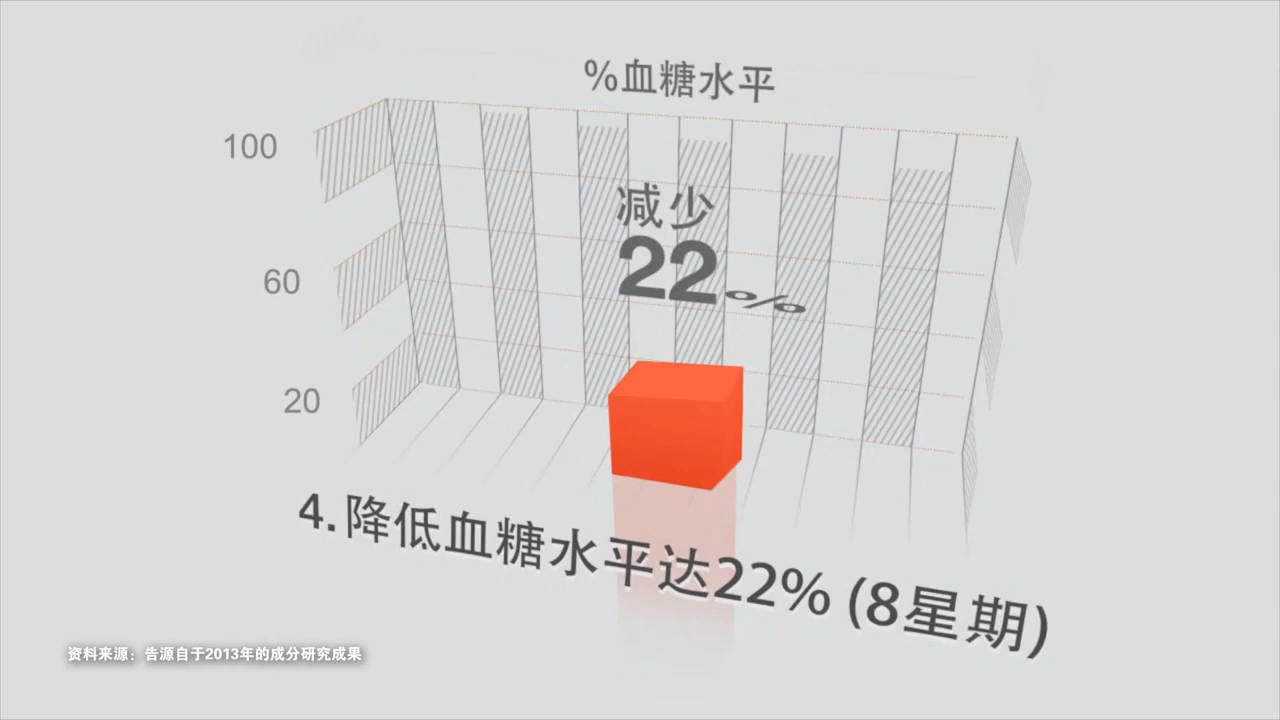 %血糖水平
100
60
20
减少
22%
4.降低血糖水平达22% (8星期)
资料来源：告源自于2013年的成分研究成果